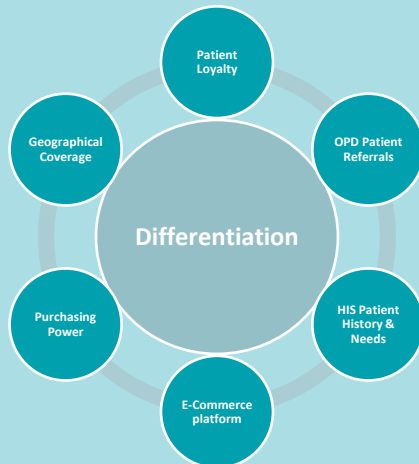 Patient
Loyalty
OPD Patient
Referrals
HIS Patient
History &
Needs
E-Commerce
platform
Purchasing
Power
Geographical
Coverage
Differentiation